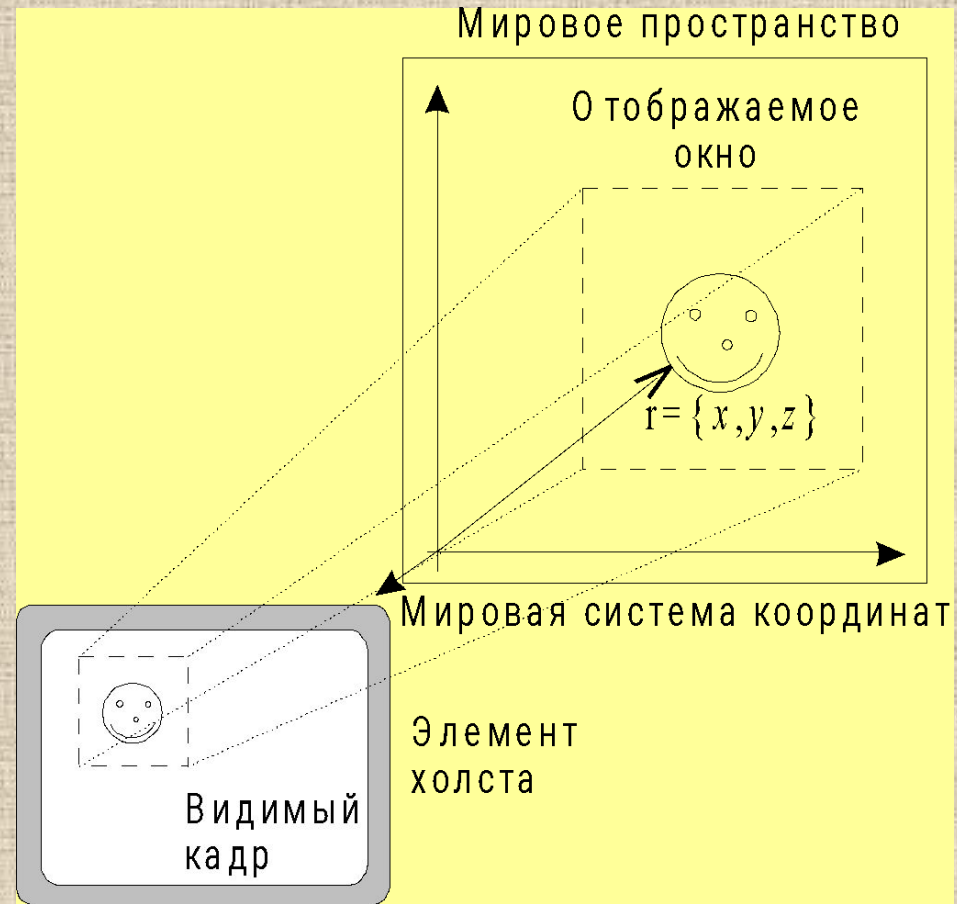 Мировое пространство
Отображаемое
окно
r={x,y,z}
Мировая система координат
Элемент
холста
Видимый
кадр